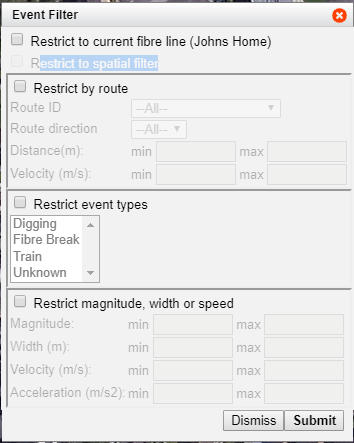 Event Filter
Restrict to current fibre line (Johns Home)
Restrict to spatial filter
Restrict by route
Route ID --All--
Route direction --All--
Distance(m): min max
Velocity (m/s): min max
Restrict event types
Digging
Fibre Break
Train
Unknown
Restrict magnitude, width or speed
Magnitude: min max
Width (m): min max
Velocity (m/s): min max
Acceleration (m/s2): min max
Dismiss Submit